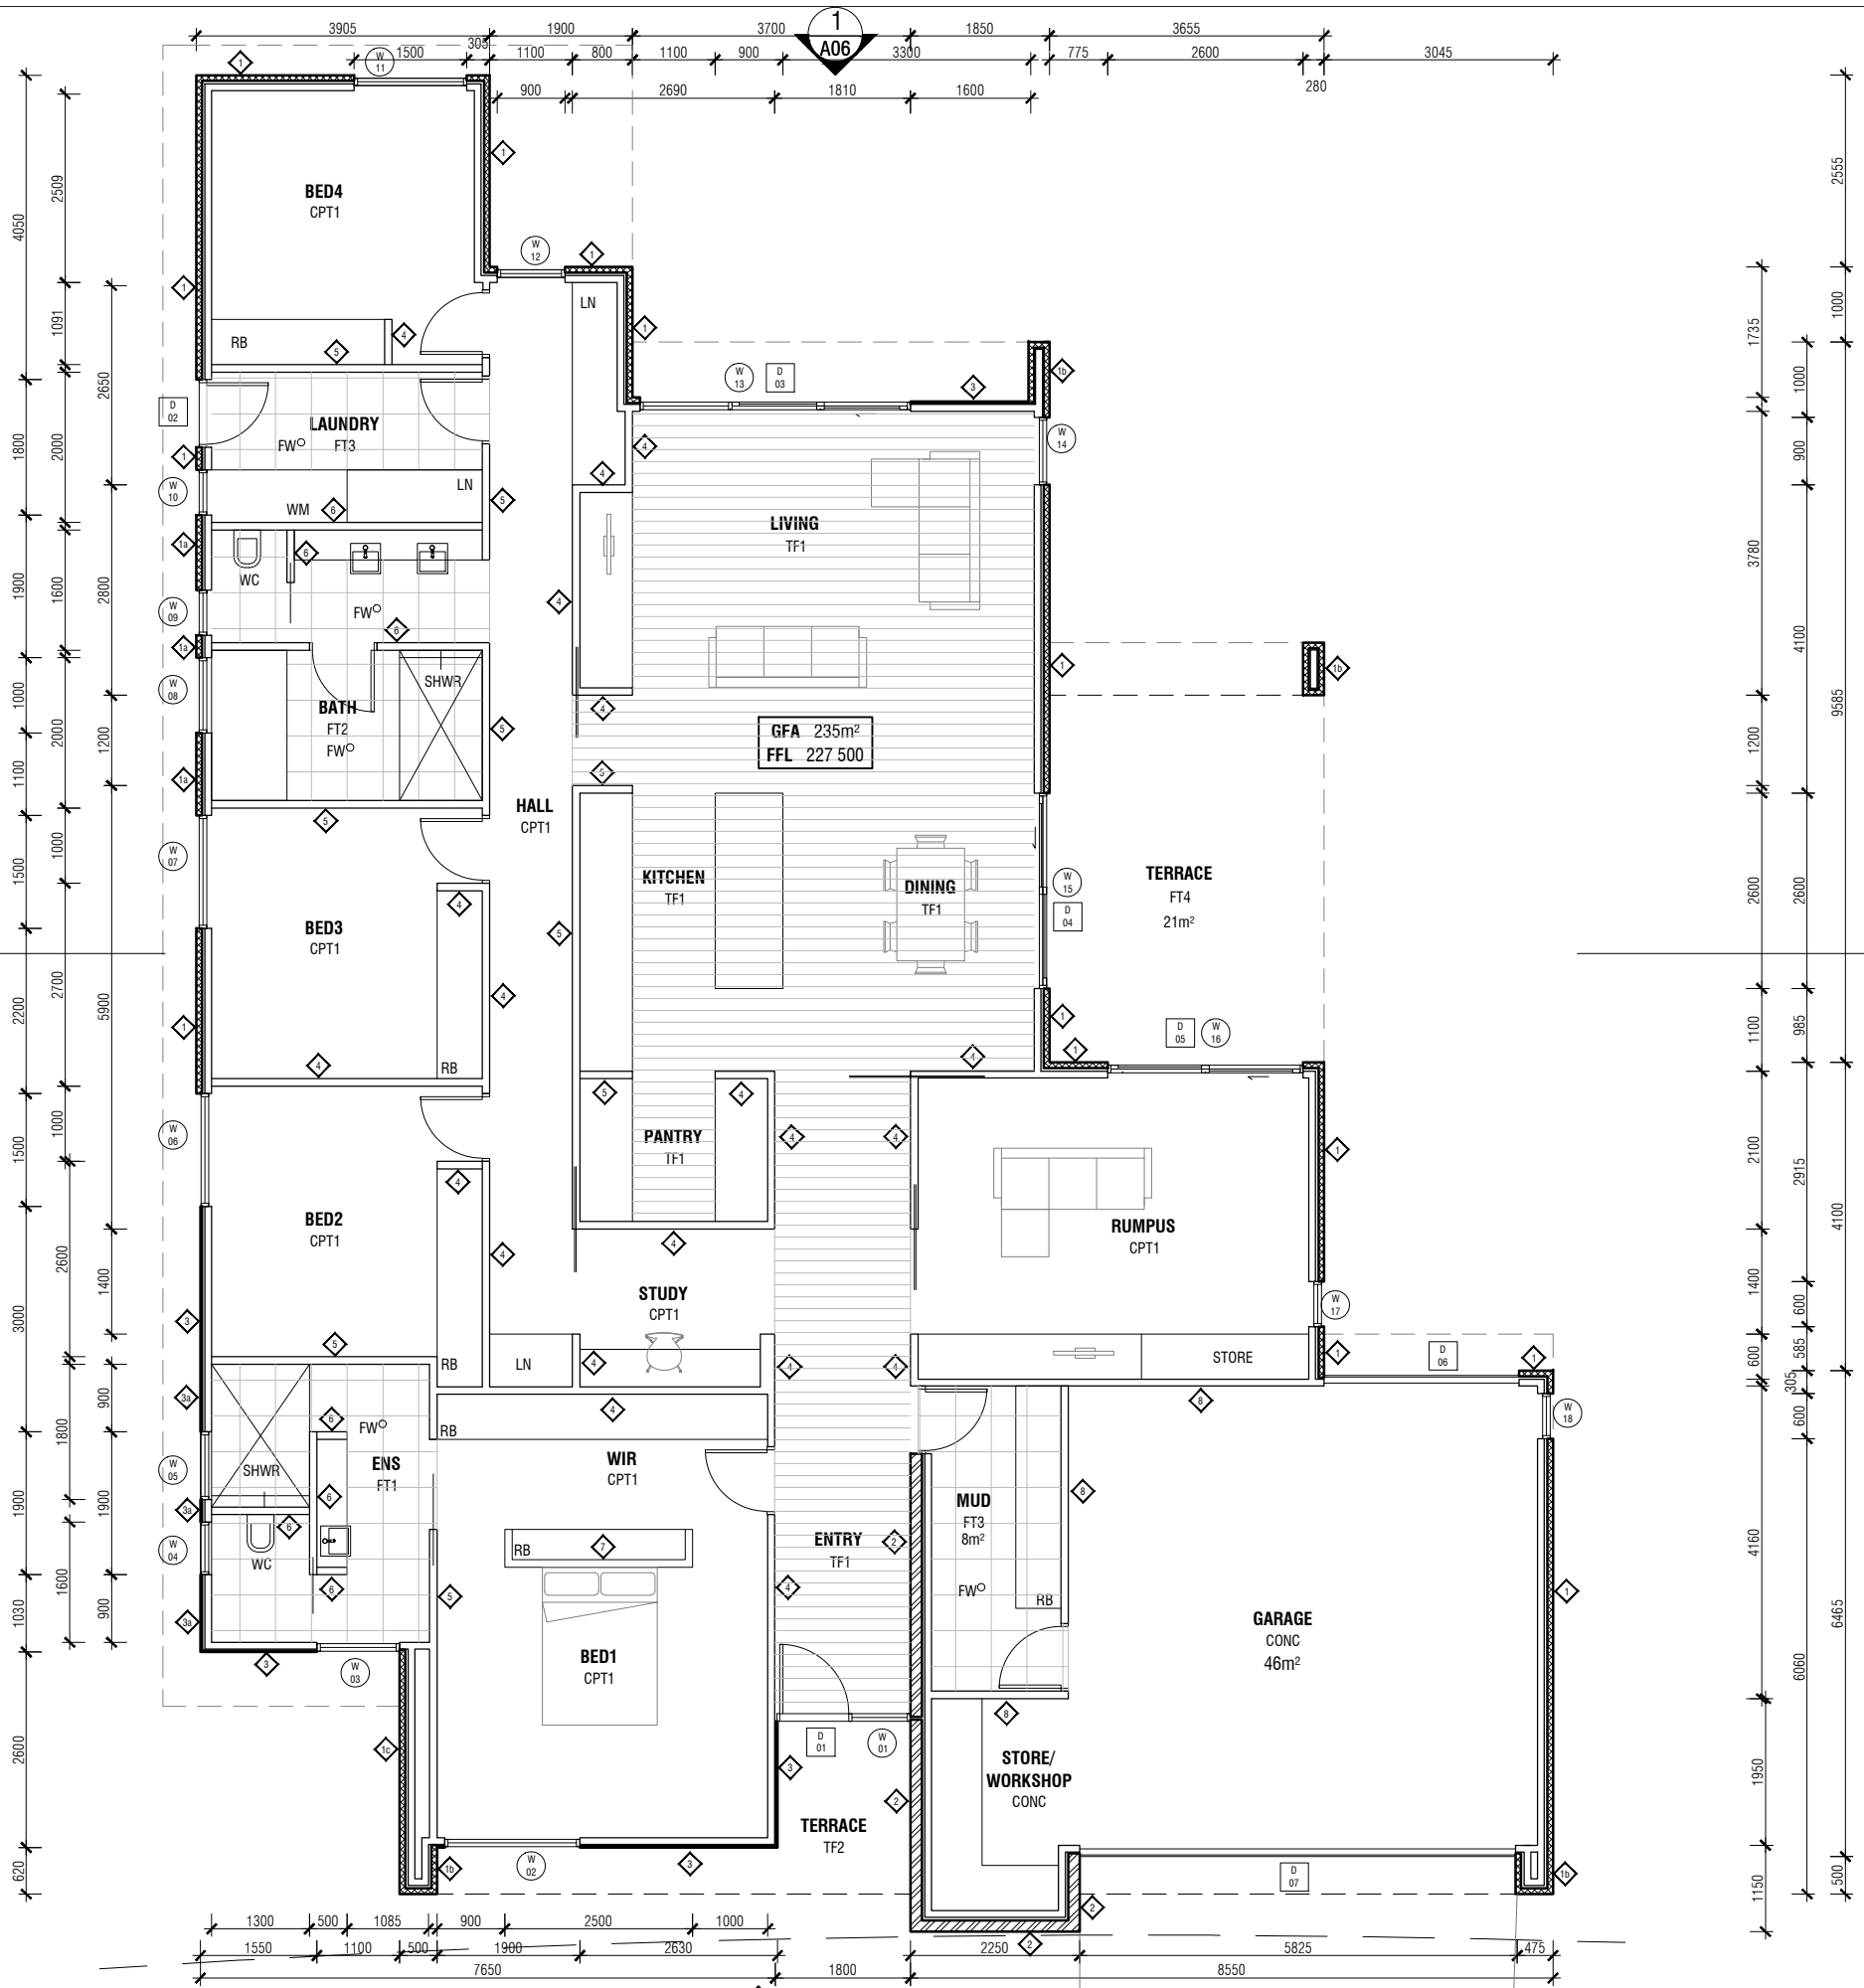 3905
1900
3700
1850
3655
1
A06
1500
305
1100
800
1100
900
3300
775
2600
3045
900
2690
1810
1600
280
W
11
BED4
CPT1
RB
W
12
LN
D
02
LAUNDRY
FW
FT3
WM
LN
W
10
W
13
D
03
W
14
LIVING
TF1
WC
FW
W
09
W
08
SHWR
BATH
FT2
FW
GFA 235m²
FFL 227 500
HALL
CPT1
W
07
BED3
CPT1
RB
KITCHEN
TF1
DINING
TF1
W
15
D
04
TERRACE
FT4
21m²
D
05
W
16
W
06
BED2
CPT1
RB
PANTRY
TF1
RUMPUS
CPT1
W
17
STUDY
CPT1
LN
STORE
D
06
W
18
FW
RB
ENS
FT1
SHWR
W
05
W
04
WC
W
03
WIR
CPT1
RB
BED1
CPT1
W
02
ENTRY
TF1
MUD
FT3
8m²
FW
RB
GARAGE
CONC
46m²
D
01
W
01
STORE/
WORKSHOP
CONC
TERRACE
TF2
D
07
4050
1800
1900
1000
1100
1500
2200
1500
3000
1900
1030
2600
620
2509
1091
2000
1600
2000
1000
2700
1000
2600
1800
1600
2650
2800
1200
5900
1400
900
1900
900
1735
3780
1200
2600
1100
2100
1400
600
4160
1950
1150
1000
900
4100
2600
985
2915
600
585
305
600
6060
2555
1000
9585
4100
6465
500
1300
500
1085
900
2500
1000
1550
1100
500
1900
2630
2250
5825
475
7650
1800
8550